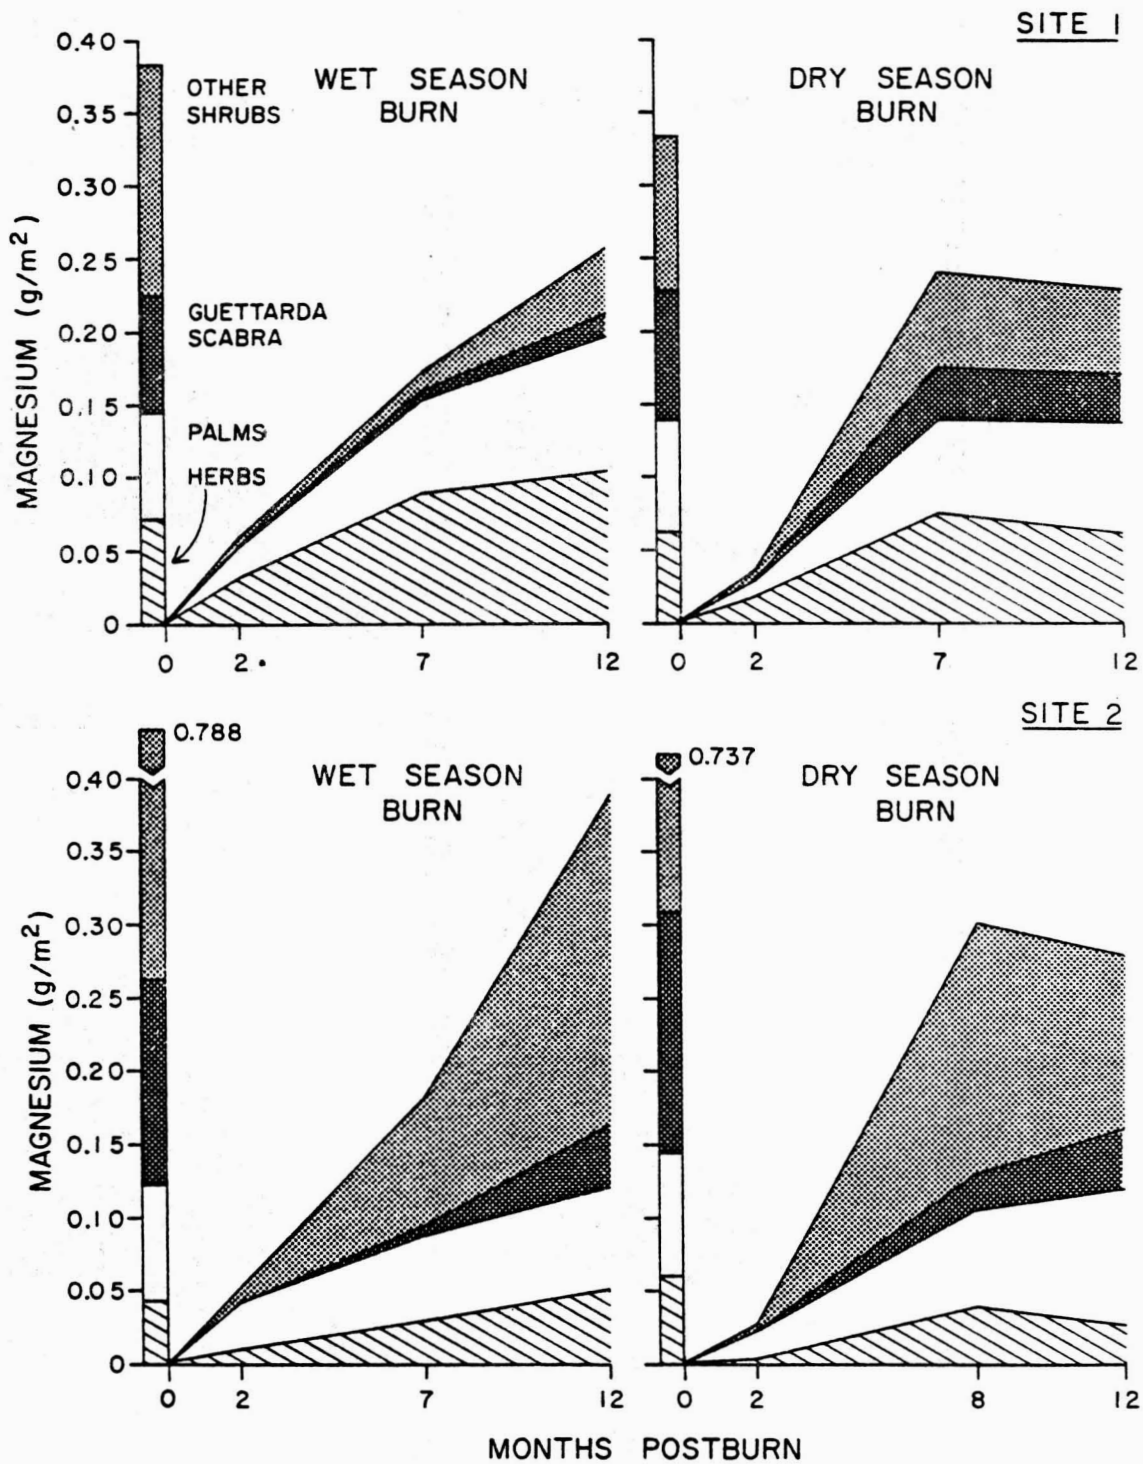 SITE 1
WET SEASON
BURN
DRY SEASON
BURN
MAGNESIUM (g/m²)
0.40
0.35
0.30
0.25
0.20
0.15
0.10
0.05
0
OTHER
SHRUBS
GUETTARDA
SCABRA
PALMS
HERBS
0 2 7 12
0 2 7 12
SITE 2
0.788
WET SEASON
BURN
0.737
DRY SEASON
BURN
MAGNESIUM (g/m²)
0.40
0.35
0.30
0.25
0.20
0.15
0.10
0.05
0
0 2 7 12
0 2 8 12
MONTHS POSTBURN